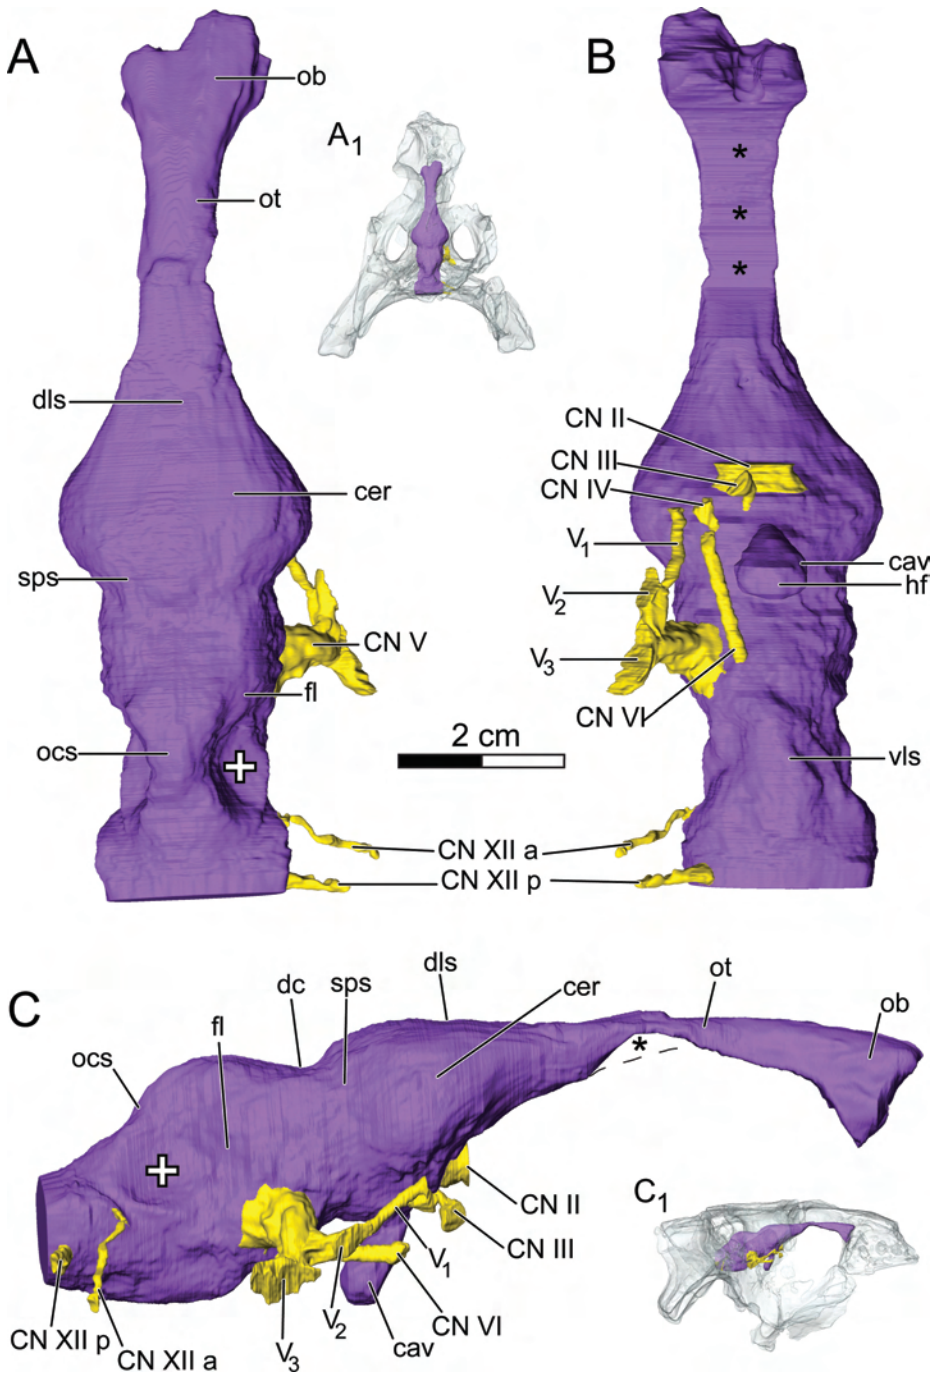 A
ob
ot
dls
cer
sps
CN V
fl
ocs
A1
B
*
*
*
CN II
CN III
CN IV
V1
V2
V3
CN VI
cav
hf
vls
2 cm
CN XII a
CN XII p
C
ocs
fl
dc
sps
dls
cer
*
ot
ob
CN II
CN III
V1
CN VI
cav
V2
V3
CN XII a
CN XII p
C1